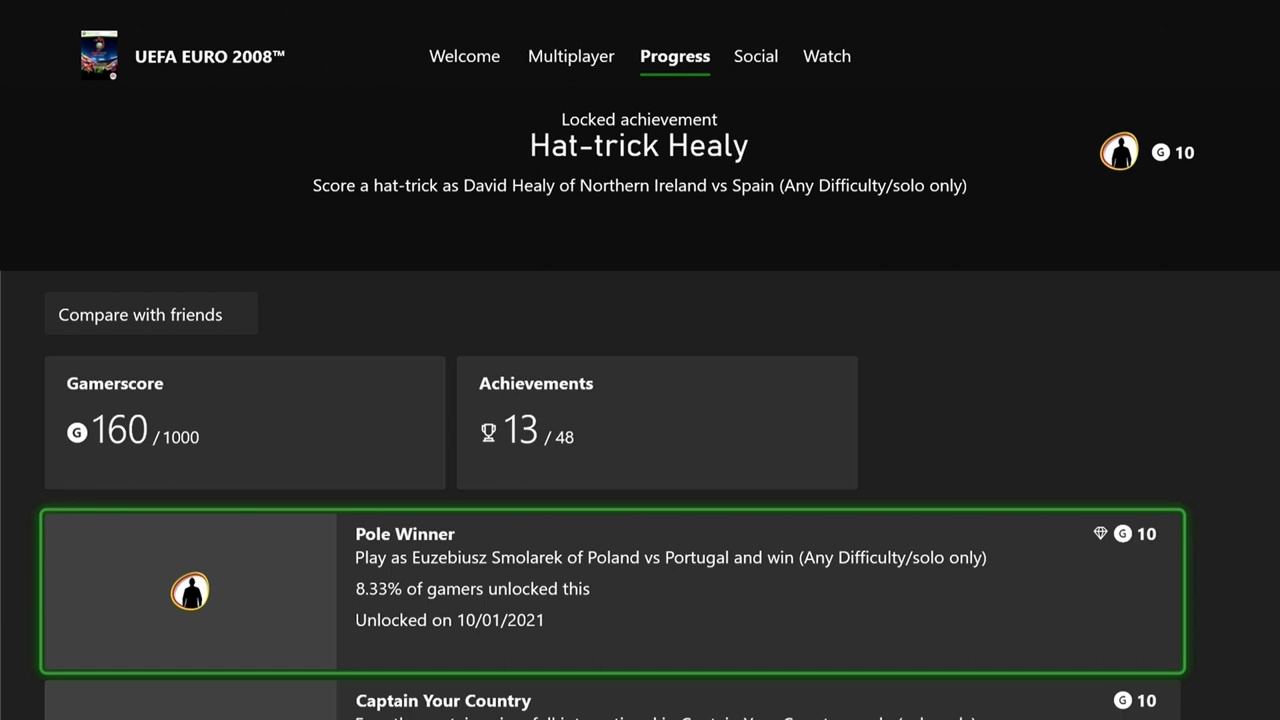 UEFA EURO 2008™
Welcome Multiplayer Progress Social Watch
Locked achievement
Hat-trick Healy
Score a hat-trick as David Healy of Northern Ireland vs Spain (Any Difficulty/solo only)
G 10
Compare with friends
Gamerscore
G 160 / 1000
Achievements
13 / 48
Pole Winner
G 10
Play as Euzebiusz Smolarek of Poland vs Portugal and win (Any Difficulty/solo only)
8.33% of gamers unlocked this
Unlocked on 10/01/2021
Captain Your Country
G 10